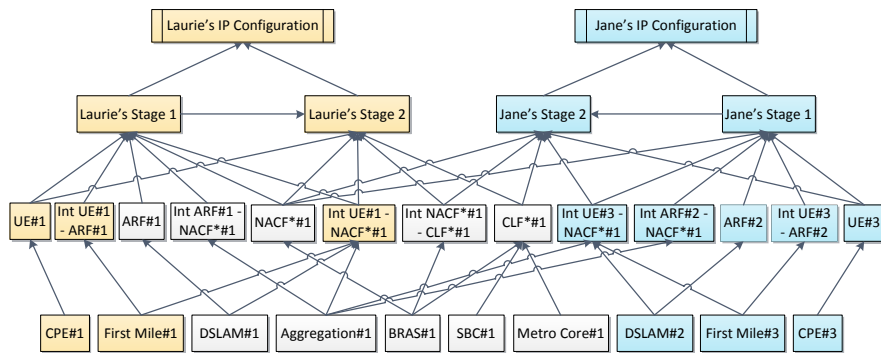 Laurie's IP Configuration
Jane's IP Configuration
Laurie's Stage 1
Laurie's Stage 2
Jane's Stage 2
Jane's Stage 1
UE#1
Int UE#1
- ARF#1
ARF#1
Int ARF#1 -
NACF*#1
NACF*#1
Int UE#1 -
NACF*#1
Int NACF*#1
- CLF*#1
CLF*#1
Int UE#3 -
NACF*#1
Int ARF#2 -
NACF*#1
ARF#2
Int UE#3
- ARF#2
UE#3
CPE#1
First Mile#1
DSLAM#1
Aggregation#1
BRAS#1
SBC#1
Metro Core#1
DSLAM#2
First Mile#3
CPE#3